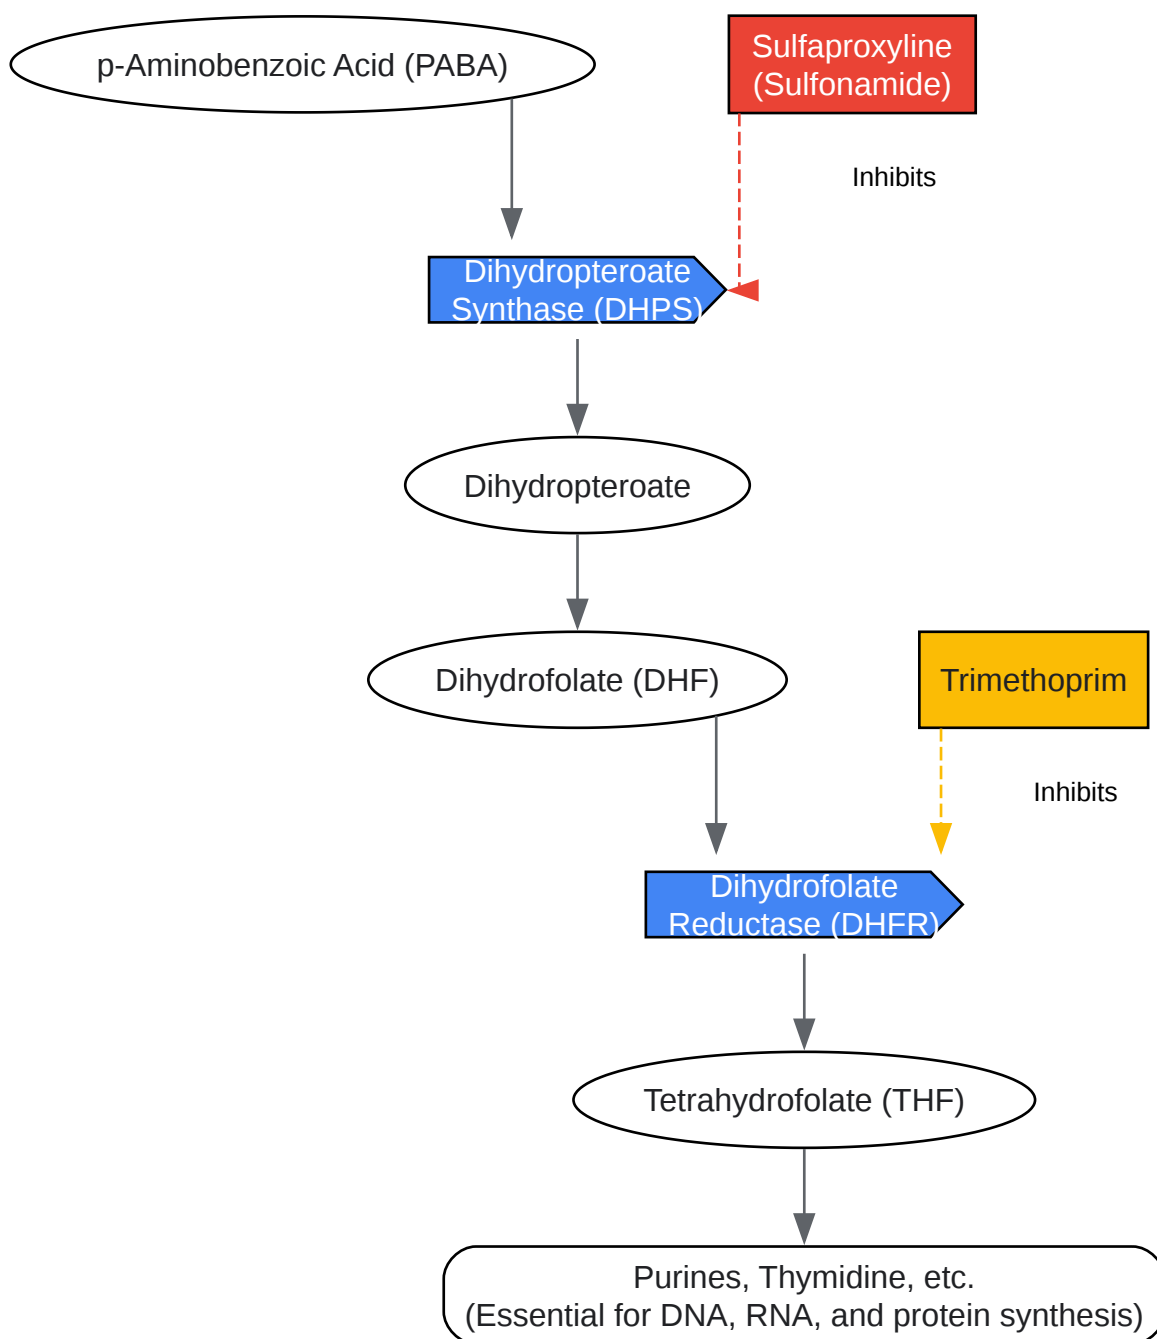 p-Aminobenzoic Acid (PABA)
Sulfaproxyline
(Sulfonamide)
Inhibits
Dihydropteroate
Synthase (DHPS)
Dihydropteroate
Dihydrofolate (DHF)
Trimethoprim
Inhibits
Dihydrofolate
Reductase (DHFR)
Tetrahydrofolate (THF)
Purines, Thymidine, etc.
(Essential for DNA, RNA, and protein synthesis)